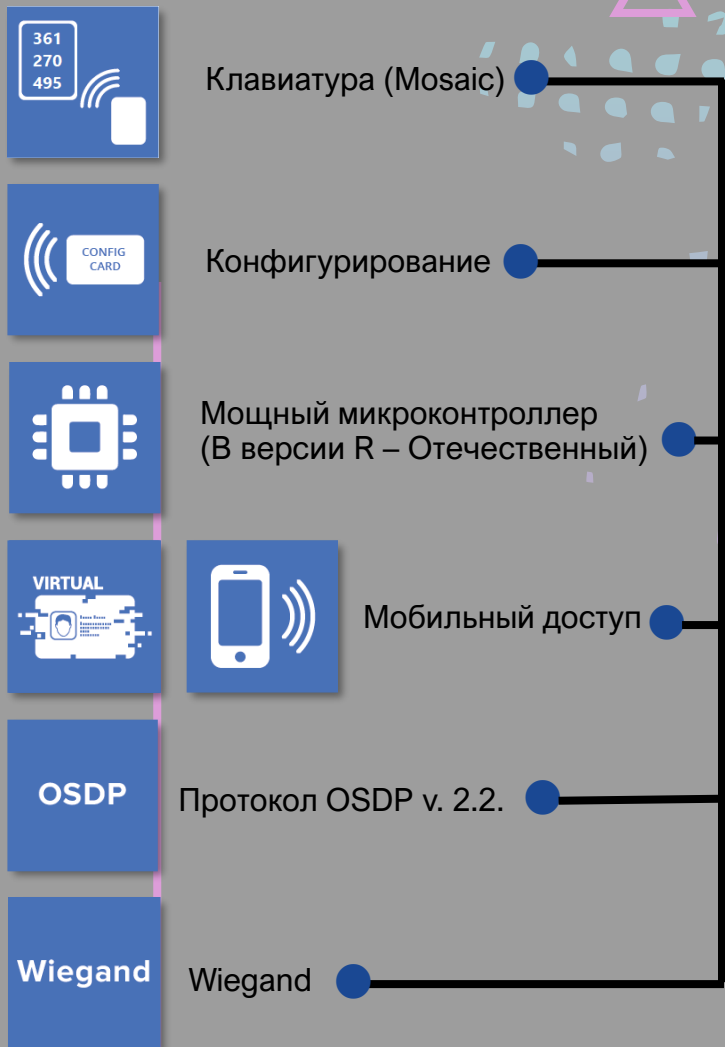 361
270
495
Клавиатура (Mosaic)
CONFIG
CARD
Конфигурирование
Мощный микроконтроллер
(В версии R – Отечественный)
VIRTUAL
Мобильный доступ
OSDP
Протокол OSDP v. 2.2.
Wiegand
Wiegand